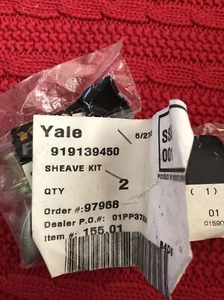 Yale
919139450
SHEAVE KIT
QTY
2
Order #: 97968
Dealer P.O.#:
Item #: 155.01
( 1 )
01